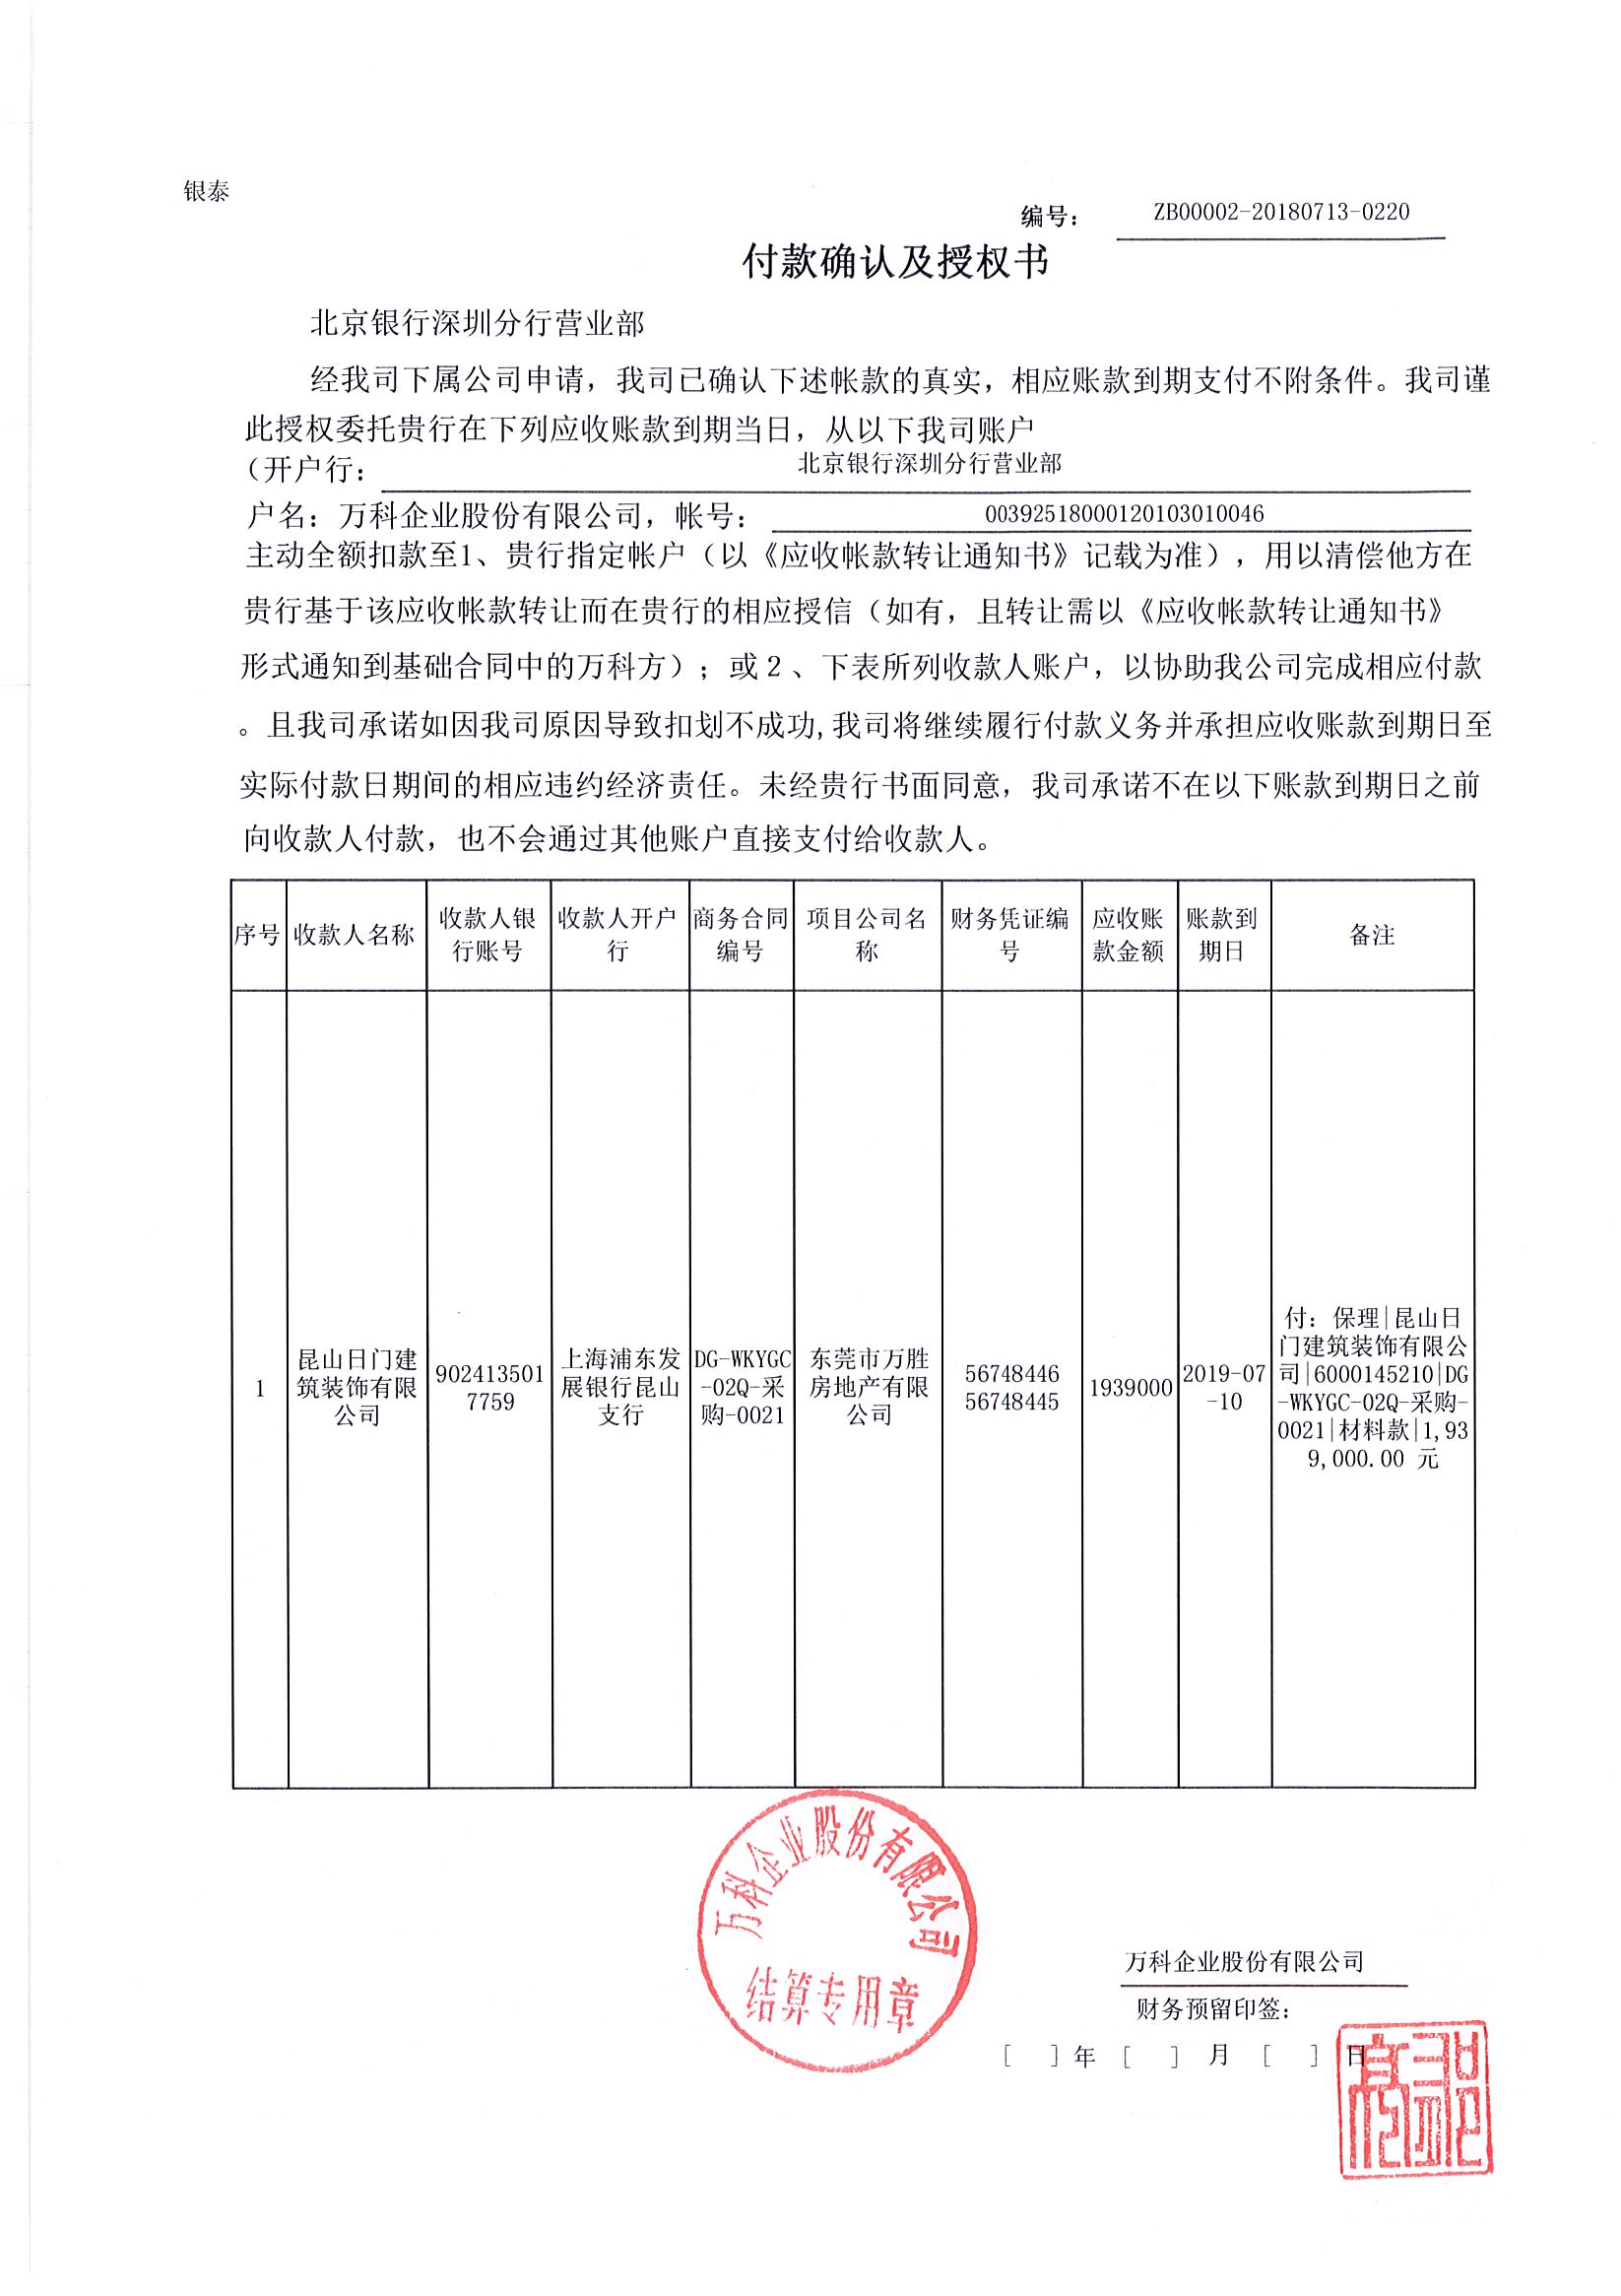 银泰
编号： ZB00002-20180713-0220
付款确认及授权书
北京银行深圳分行营业部
经我司下属公司申请，我司已确认下述帐款的真实，相应账款到期支付不附条件。我司谨
此授权委托贵行在下列应收账款到期当日，从以下我司账户
（开户行： 北京银行深圳分行营业部
户名：万科企业股份有限公司，帐号： 00392518000120103010046
主动全额扣款至1、贵行指定帐户（以《应收帐款转让通知书》记载为准），用以清偿他方在
贵行基于该应收帐款转让而在贵行的相应授信（如有，且转让需以《应收帐款转让通知书》
形式通知到基础合同中的万科方）；或２、下表所列收款人账户，以协助我公司完成相应付款
。且我司承诺如因我司原因导致扣划不成功,我司将继续履行付款义务并承担应收账款到期日至
实际付款日期间的相应违约经济责任。未经贵行书面同意，我司承诺不在以下账款到期日之前
向收款人付款，也不会通过其他账户直接支付给收款人。
序号
收款人名称
收款人银
行账号
收款人开户
行
商务合同
编号
项目公司名
称
财务凭证编
号
应收账
款金额
账款到
期日
备注
1
昆山日门建
筑装饰有限
公司
902413501
7759
上海浦东发
展银行昆山
支行
DG-WKYGC
-02Q-采
购-0021
东莞市万胜
房地产有限
公司
56748446
56748445
1939000
2019-07
-10
付：保理|昆山日
门建筑装饰有限公
司|6000145210|DG
-WKYGC-02Q-采购-
0021|材料款|1,93
9,000.00 元
万科企业股份有限公司
结算专用章
万科企业股份有限公司
财务预留印签：
[ ]年 [ ] 月 [ ] 日